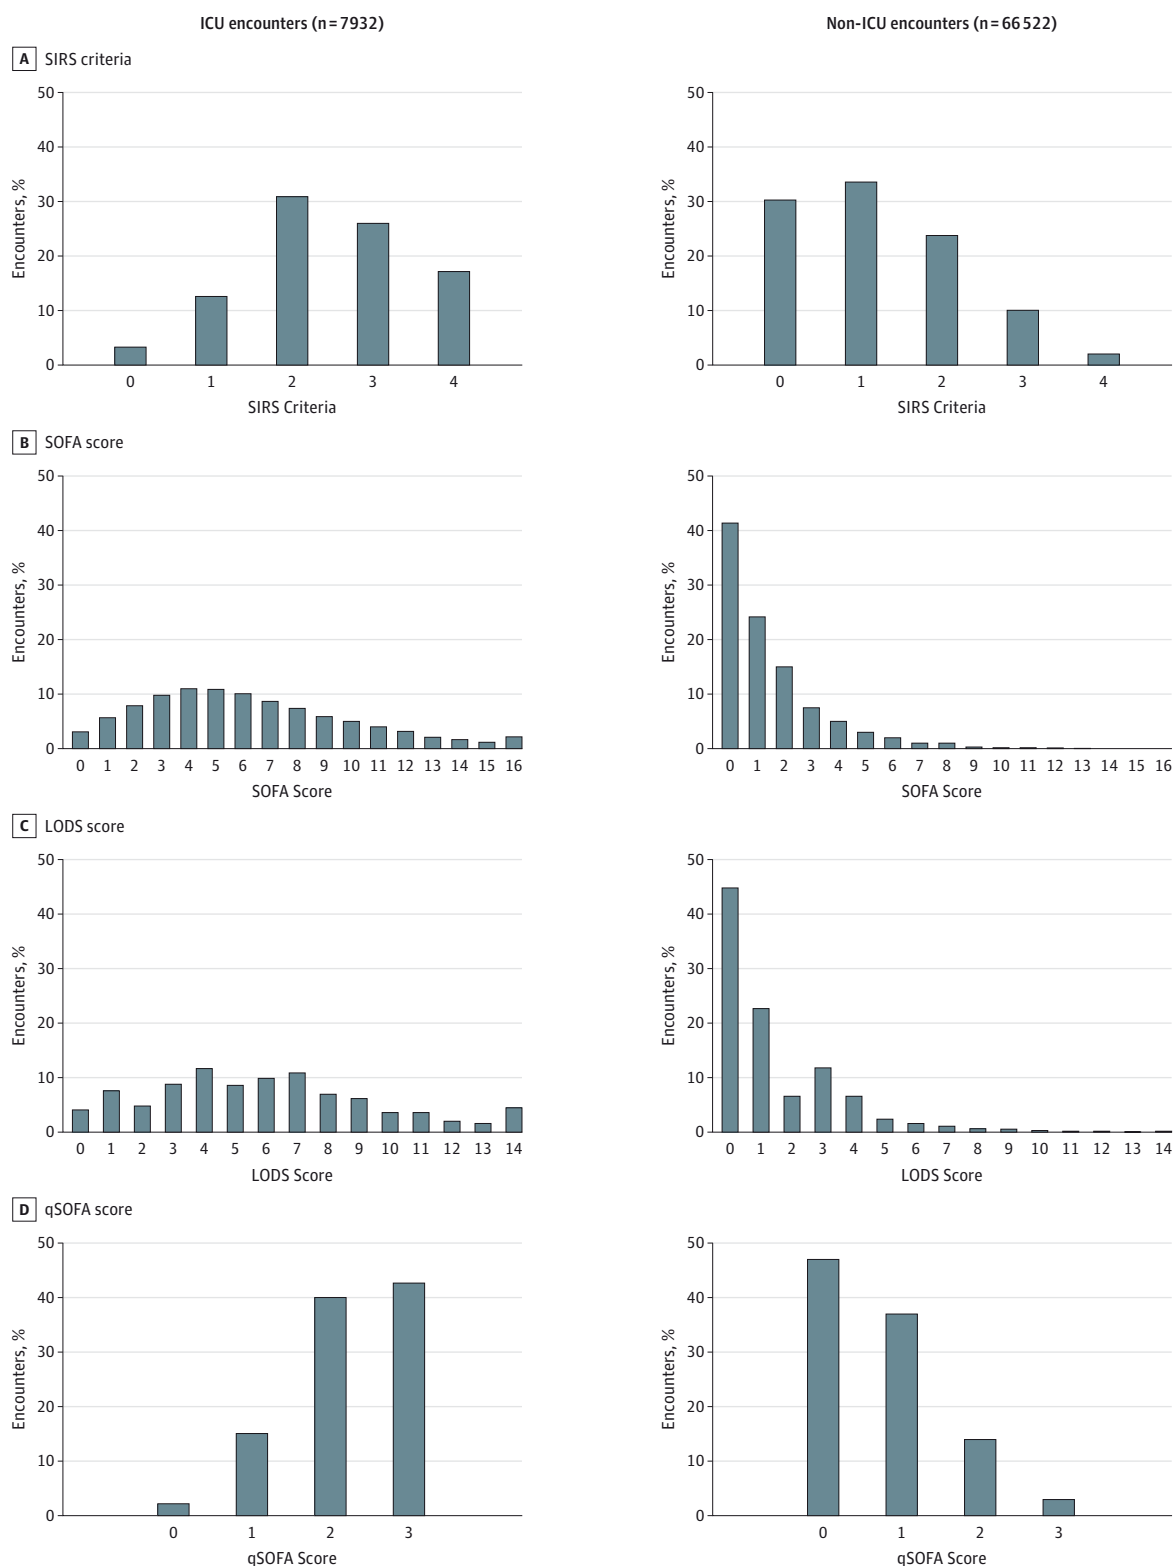 ICU encounters (n=7932)
Non-ICU encounters (n=66 522)
A SIRS criteria
50
40
30
20
10
0
Encounters, %
0 1 2 3 4
SIRS Criteria
50
40
30
20
10
0
Encounters, %
0 1 2 3 4
SIRS Criteria
B SOFA score
50
40
30
20
10
0
Encounters, %
0 1 2 3 4 5 6 7 8 9 10 11 12 13 14 15 16
SOFA Score
50
40
30
20
10
0
Encounters, %
0 1 2 3 4 5 6 7 8 9 10 11 12 13 14 15 16
SOFA Score
C LODS score
50
40
30
20
10
0
Encounters, %
0 1 2 3 4 5 6 7 8 9 10 11 12 13 14
LODS Score
50
40
30
20
10
0
Encounters, %
0 1 2 3 4 5 6 7 8 9 10 11 12 13 14
LODS Score
D qSOFA score
50
40
30
20
10
0
Encounters, %
0 1 2 3
qSOFA Score
50
40
30
20
10
0
Encounters, %
0 1 2 3
qSOFA Score